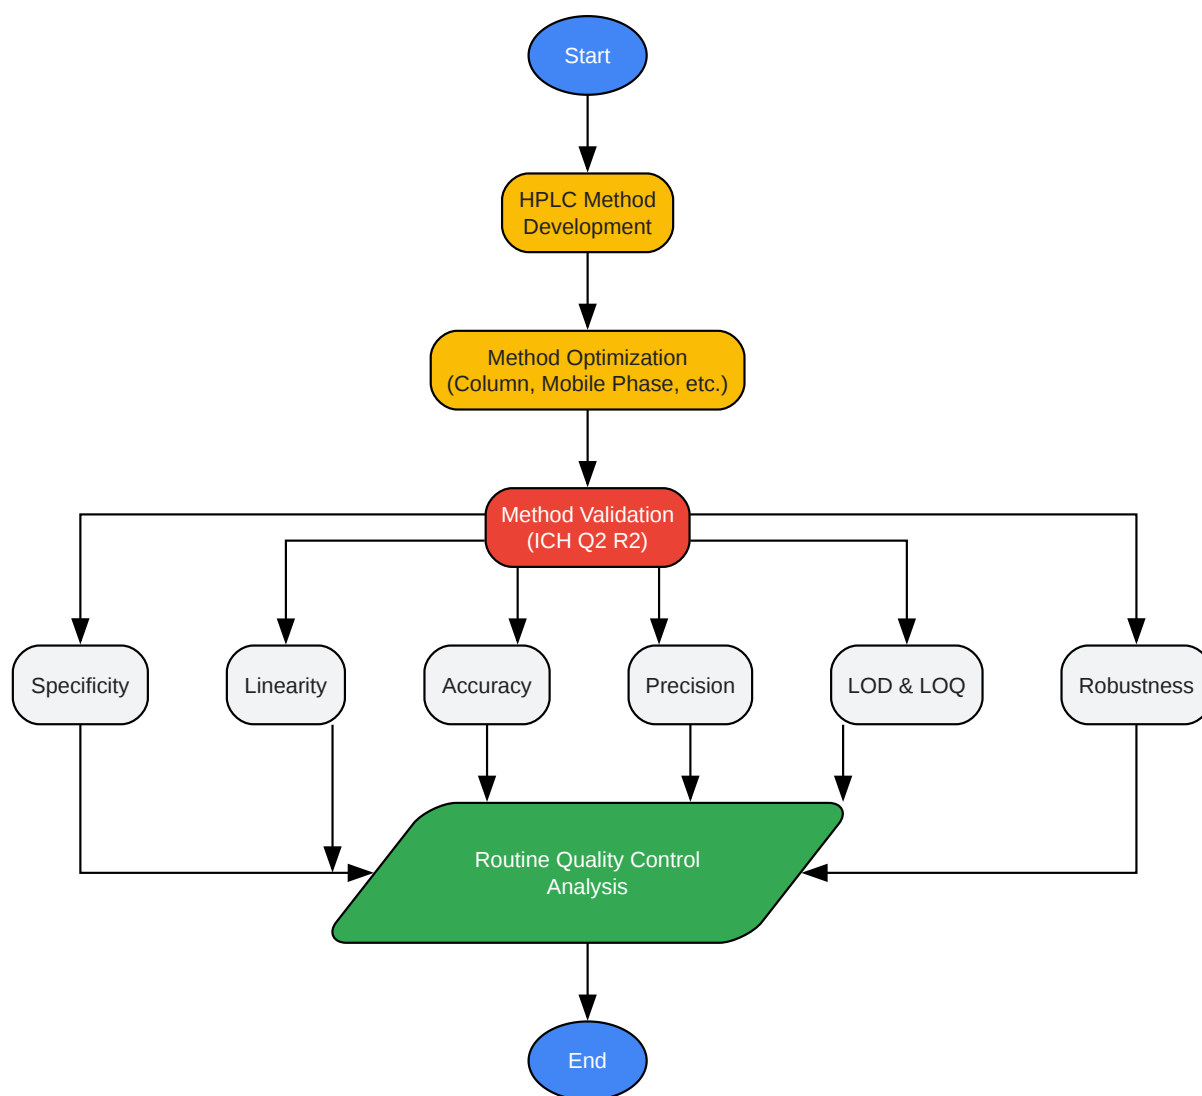 Start
HPLC Method
Development
Method Optimization
(Column, Mobile Phase, etc.)
Method Validation
(ICH Q2 R2)
Specificity
Linearity
Accuracy
Precision
LOD & LOQ
Robustness
Routine Quality Control
Analysis
End